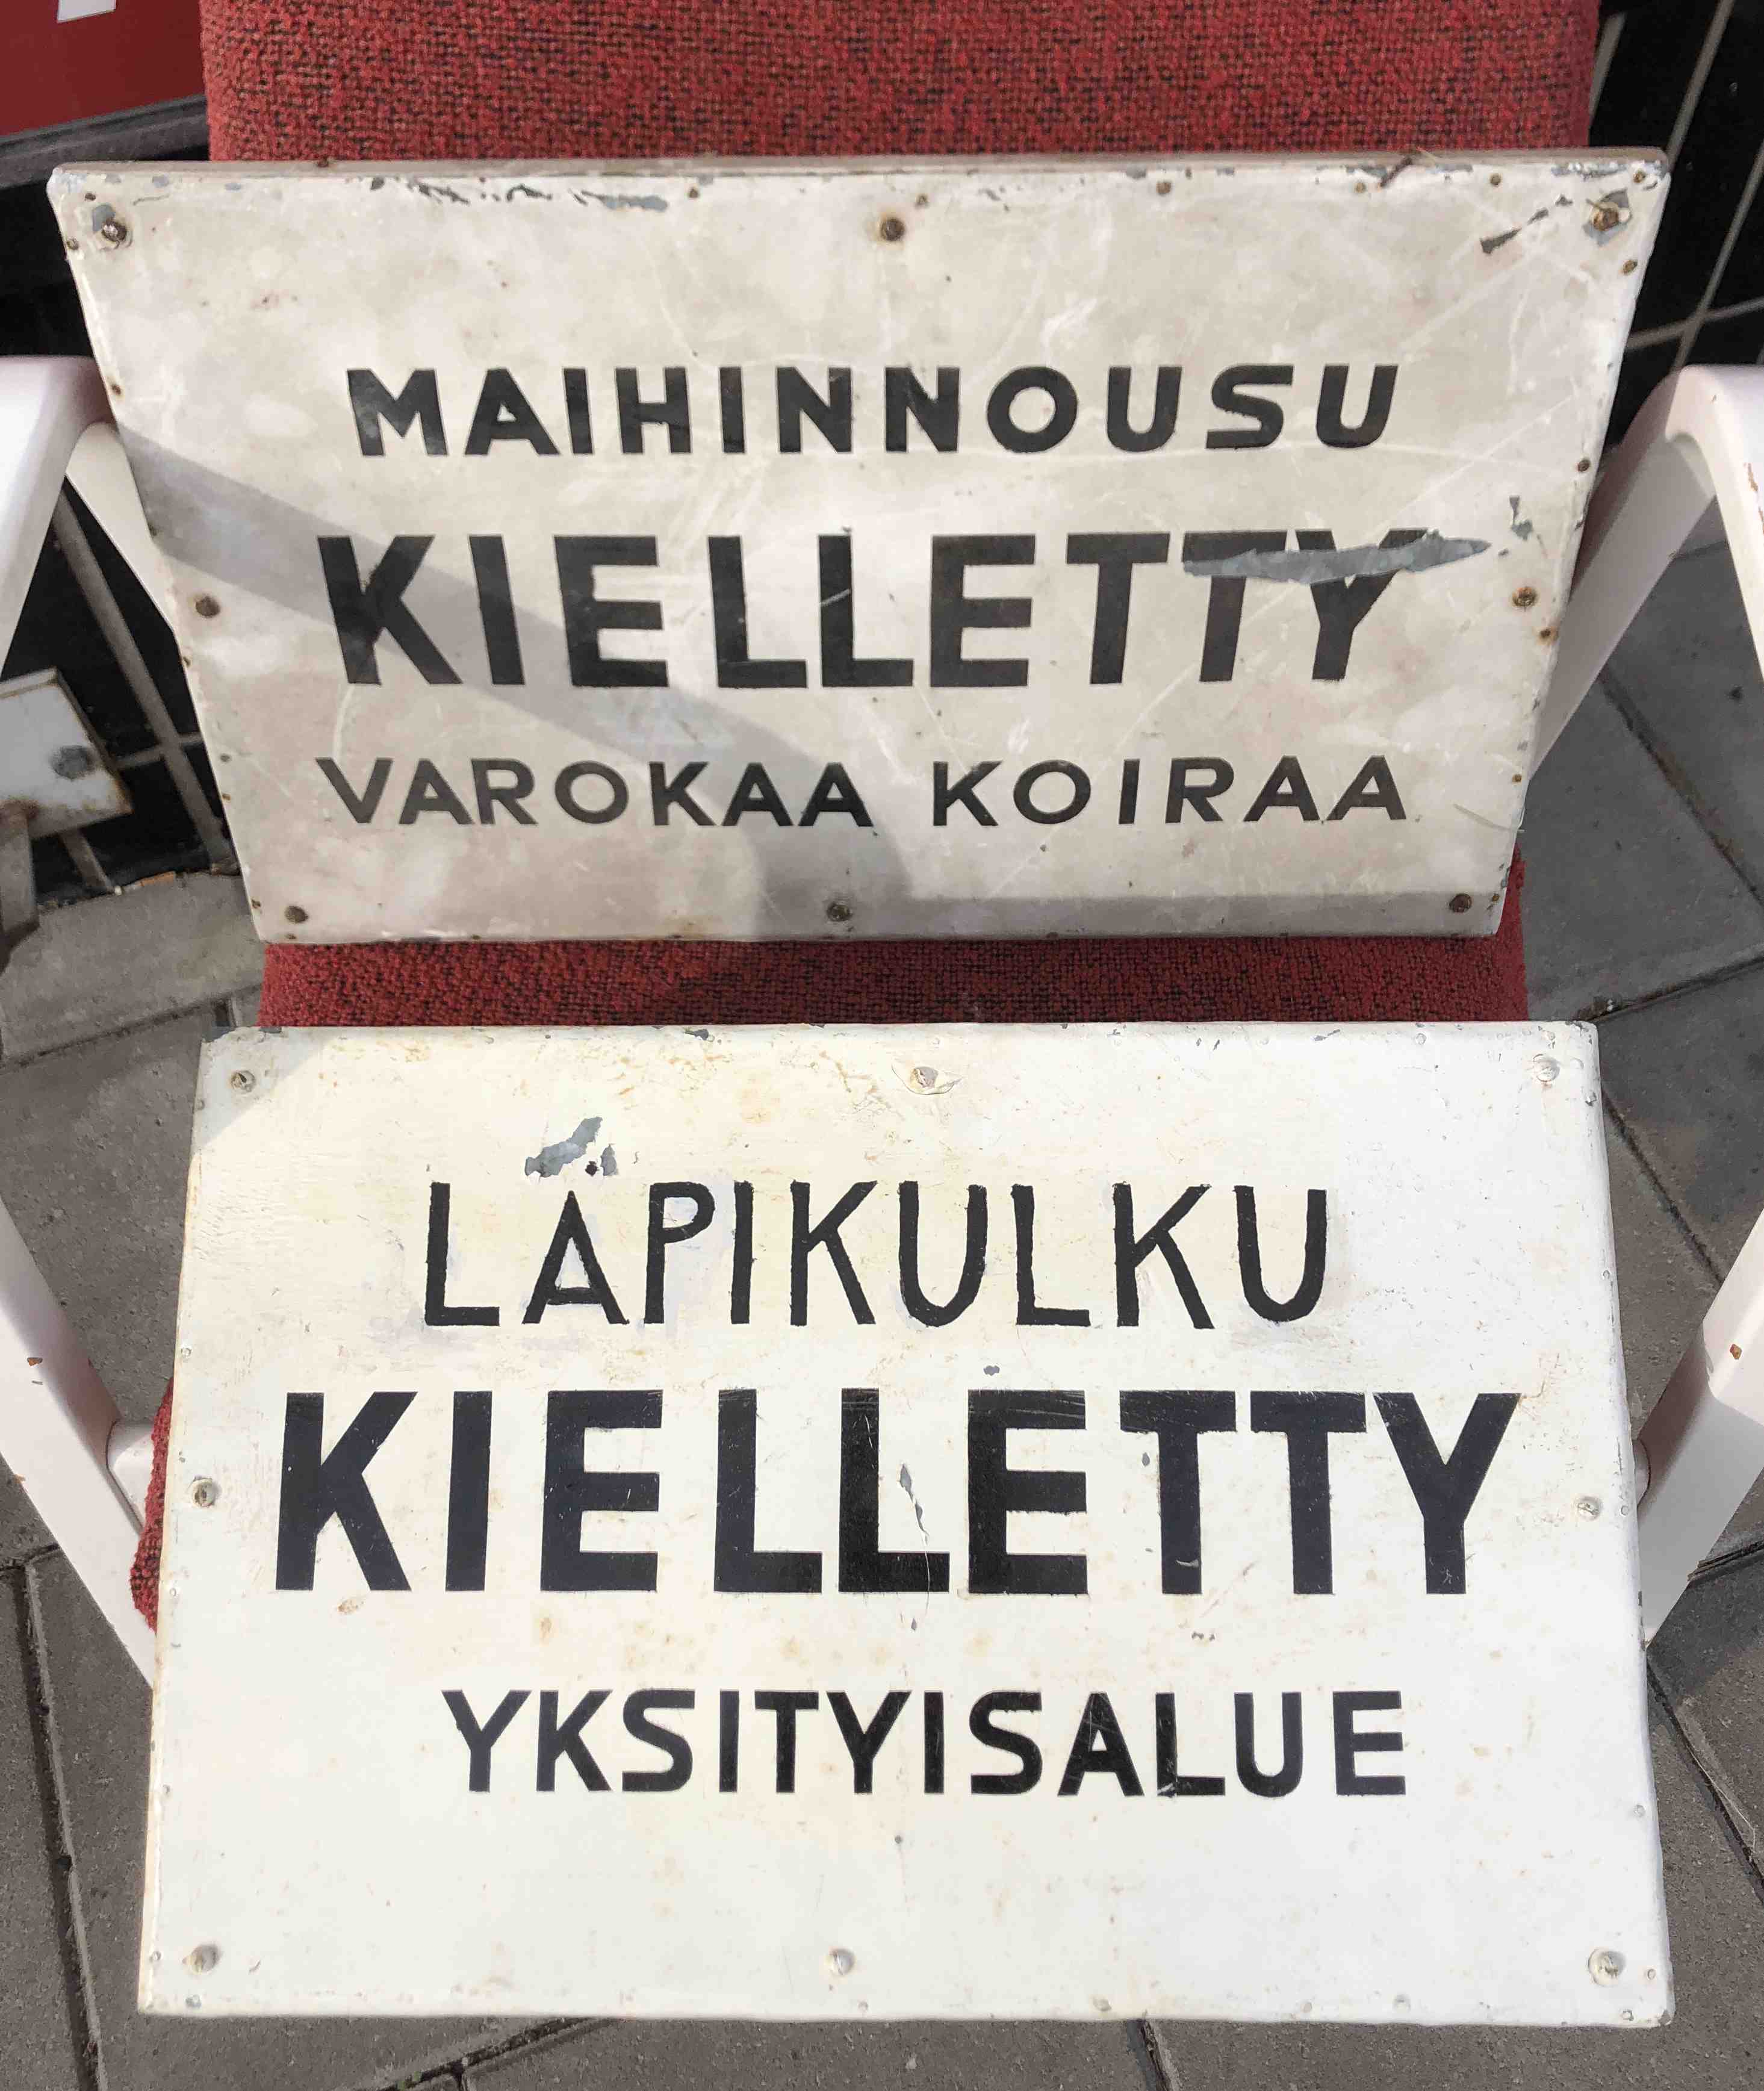 MAIHINNOUSU
KIELLETTY
VAROKAA KOIRAA
LÄPIKULKU
KIELLETTY
YKSITYISALUE